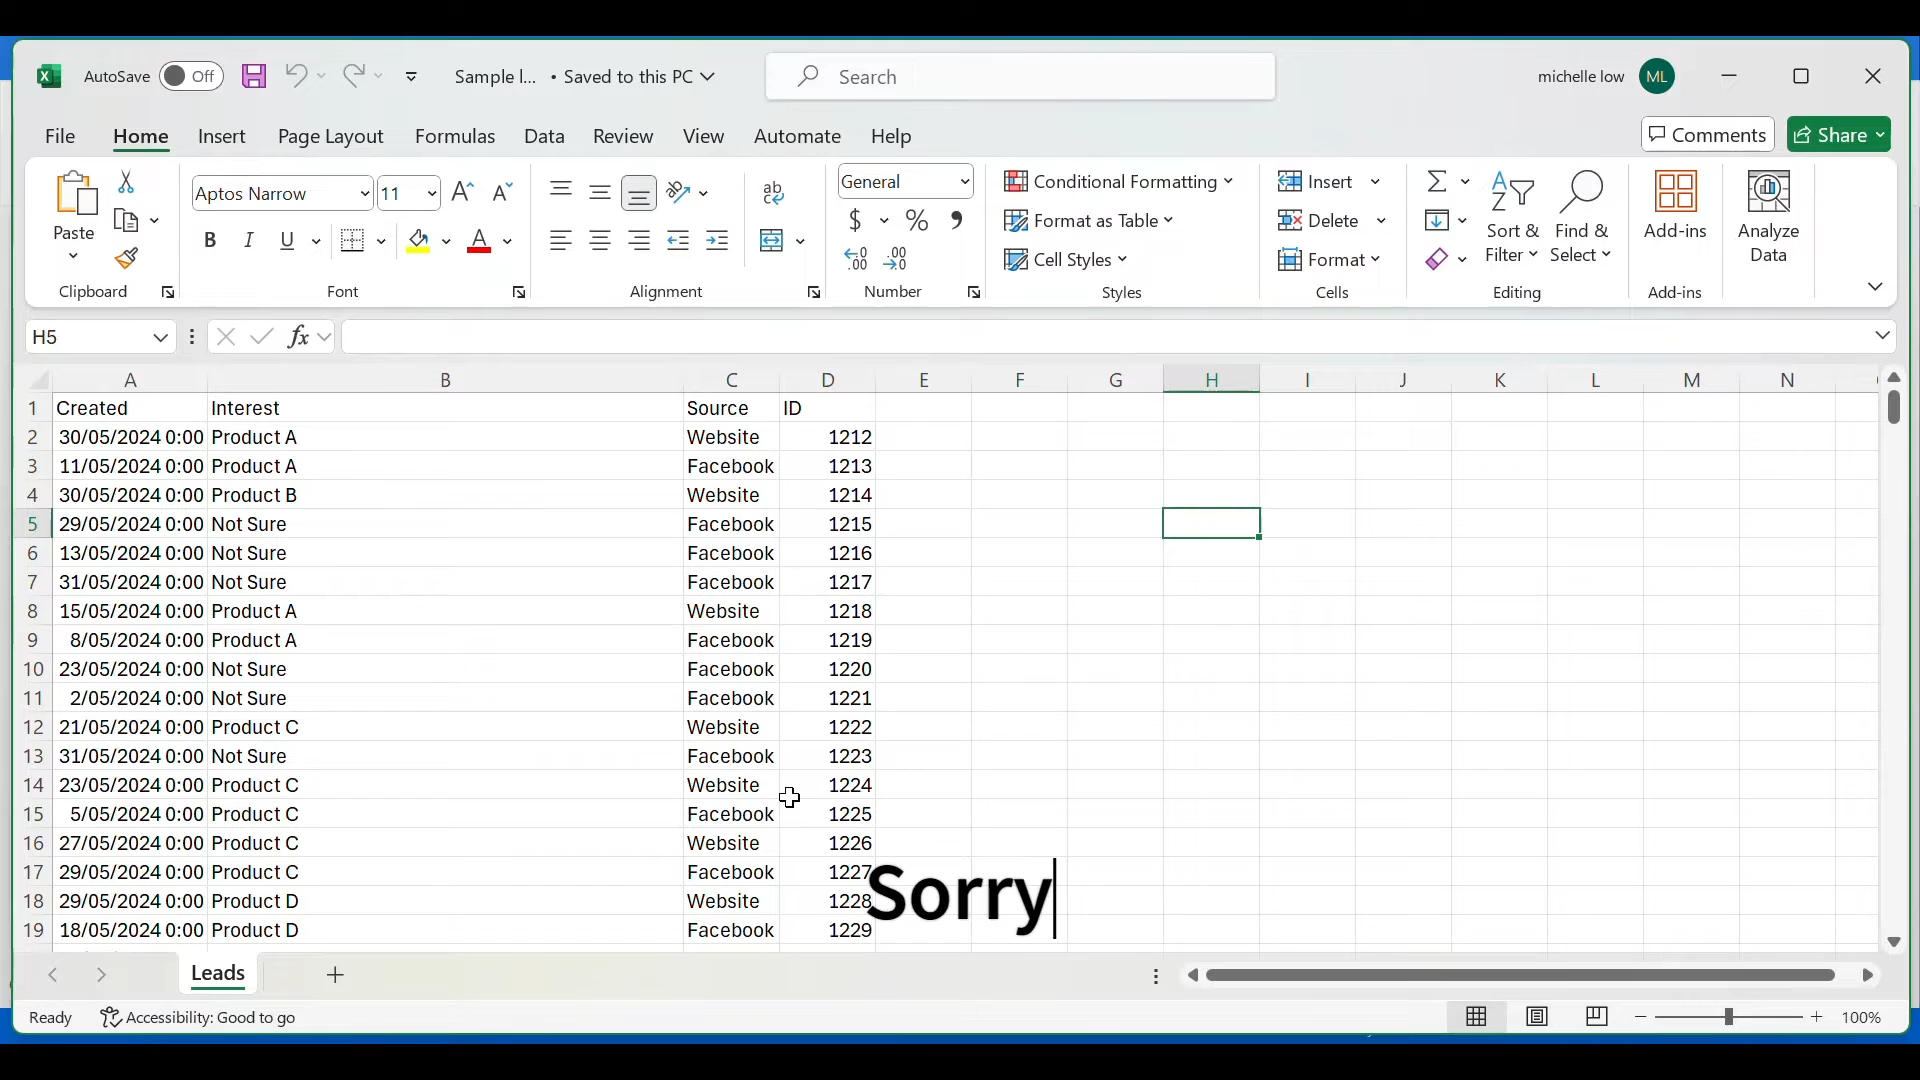 AutoSave Off Sample l... • Saved to this PC Search michelle low ML
File Home Insert Page Layout Formulas Data Review View Automate Help Comments Share
Paste Clipboard
Aptos Narrow 11 B I U A Font
ab Alignment
General $ % Number
Conditional Formatting
Format as Table
Cell Styles
Styles
Insert
Delete
Format
Cells
Sort &
Filter
Find &
Select
Editing
Add-ins
Add-ins
Analyze
Data
H5 fx
A B C D E F G H I J K L M N
1 Created Interest Source ID
2 30/05/2024 0:00 Product A Website 1212
3 11/05/2024 0:00 Product A Facebook 1213
4 30/05/2024 0:00 Product B Website 1214
5 29/05/2024 0:00 Not Sure Facebook 1215
6 13/05/2024 0:00 Not Sure Facebook 1216
7 31/05/2024 0:00 Not Sure Facebook 1217
8 15/05/2024 0:00 Product A Website 1218
9 8/05/2024 0:00 Product A Facebook 1219
10 23/05/2024 0:00 Not Sure Facebook 1220
11 2/05/2024 0:00 Not Sure Facebook 1221
12 21/05/2024 0:00 Product C Website 1222
13 31/05/2024 0:00 Not Sure Facebook 1223
14 23/05/2024 0:00 Product C Website 1224
15 5/05/2024 0:00 Product C Facebook 1225
16 27/05/2024 0:00 Product C Website 1226
17 29/05/2024 0:00 Product C Facebook 1227
18 29/05/2024 0:00 Product D Website 1228
19 18/05/2024 0:00 Product D Facebook 1229
Sorry
Leads
Ready Accessibility: Good to go 100%